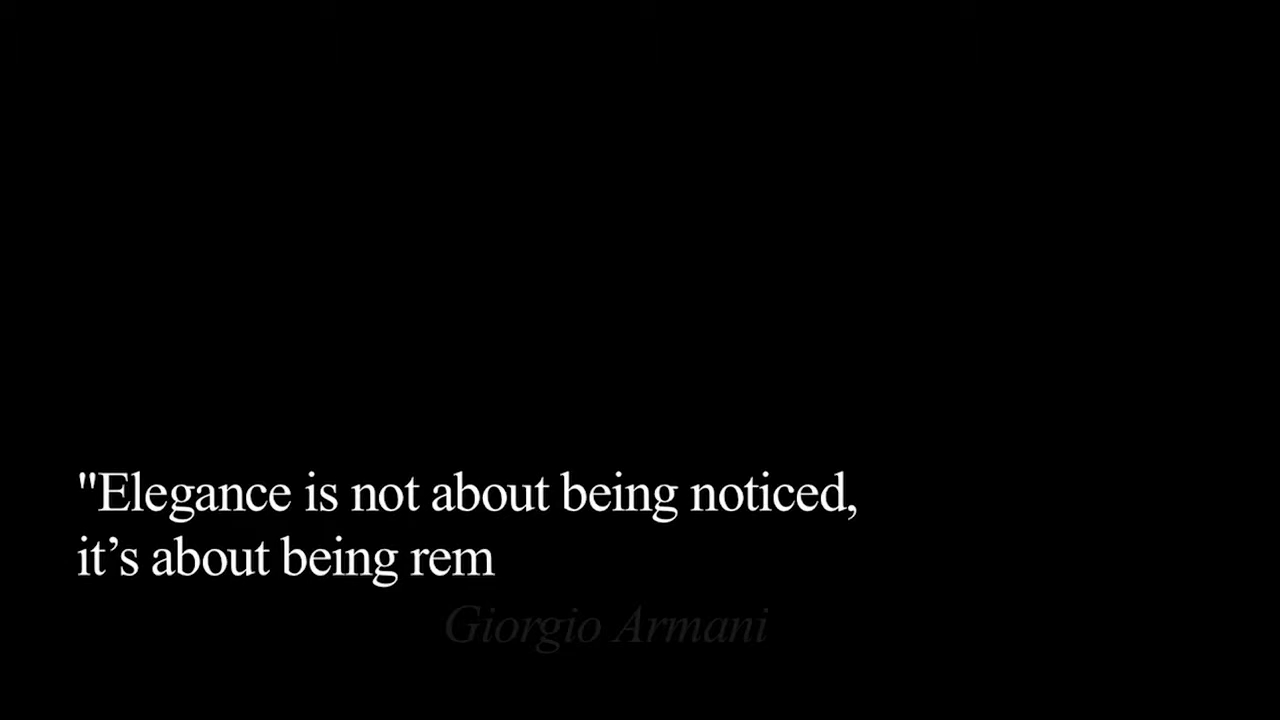 "Elegance is not about being noticed,
it’s about being rem
Giorgio Armani